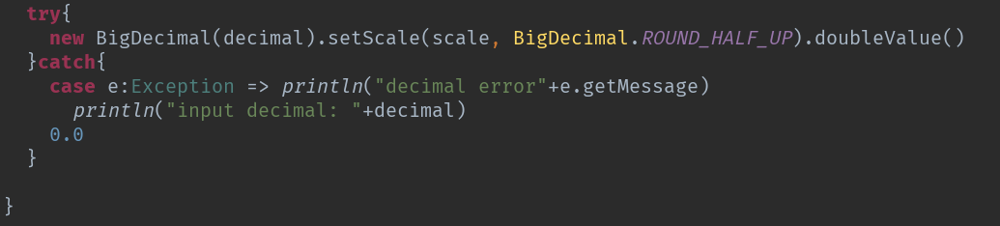 try{
new BigDecimal(decimal).setScale(scale, BigDecimal.ROUND_HALF_UP).doubleValue()
}catch{
case e:Exception => println("decimal error"+e.getMessage)
println("input decimal: "+decimal)
0.0
}
}